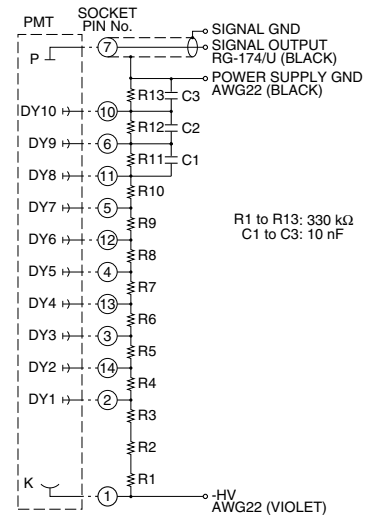 PMT
SOCKET
PIN No.
SIGNAL GND
SIGNAL OUTPUT
RG-174/U (BLACK)
POWER SUPPLY GND
AWG22 (BLACK)
P
7
R13
C3
DY10
10
R12
C2
DY9
6
R11
C1
DY8
11
R10
DY7
5
R9
DY6
12
R8
DY5
4
R7
DY4
13
R6
DY3
3
R5
DY2
14
R4
DY1
2
R3
R2
R1
K
1
-HV
AWG22 (VIOLET)
R1 to R13: 330 kΩ
C1 to C3: 10 nF